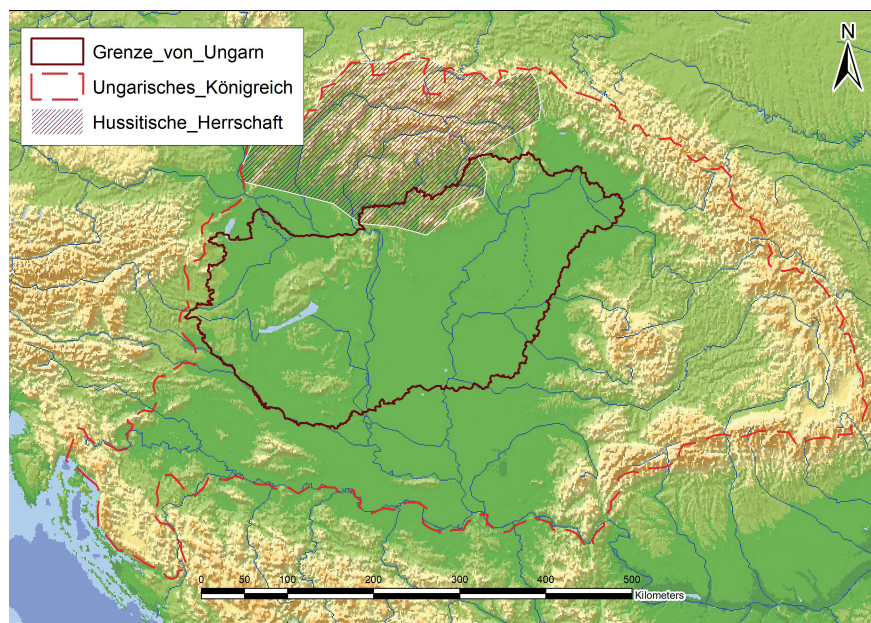 Grenze_von_Ungarn
Ungarisches_Königreich
Hussitische_Herrschaft
N
0 50 100 200 300 400 500
Kilometers